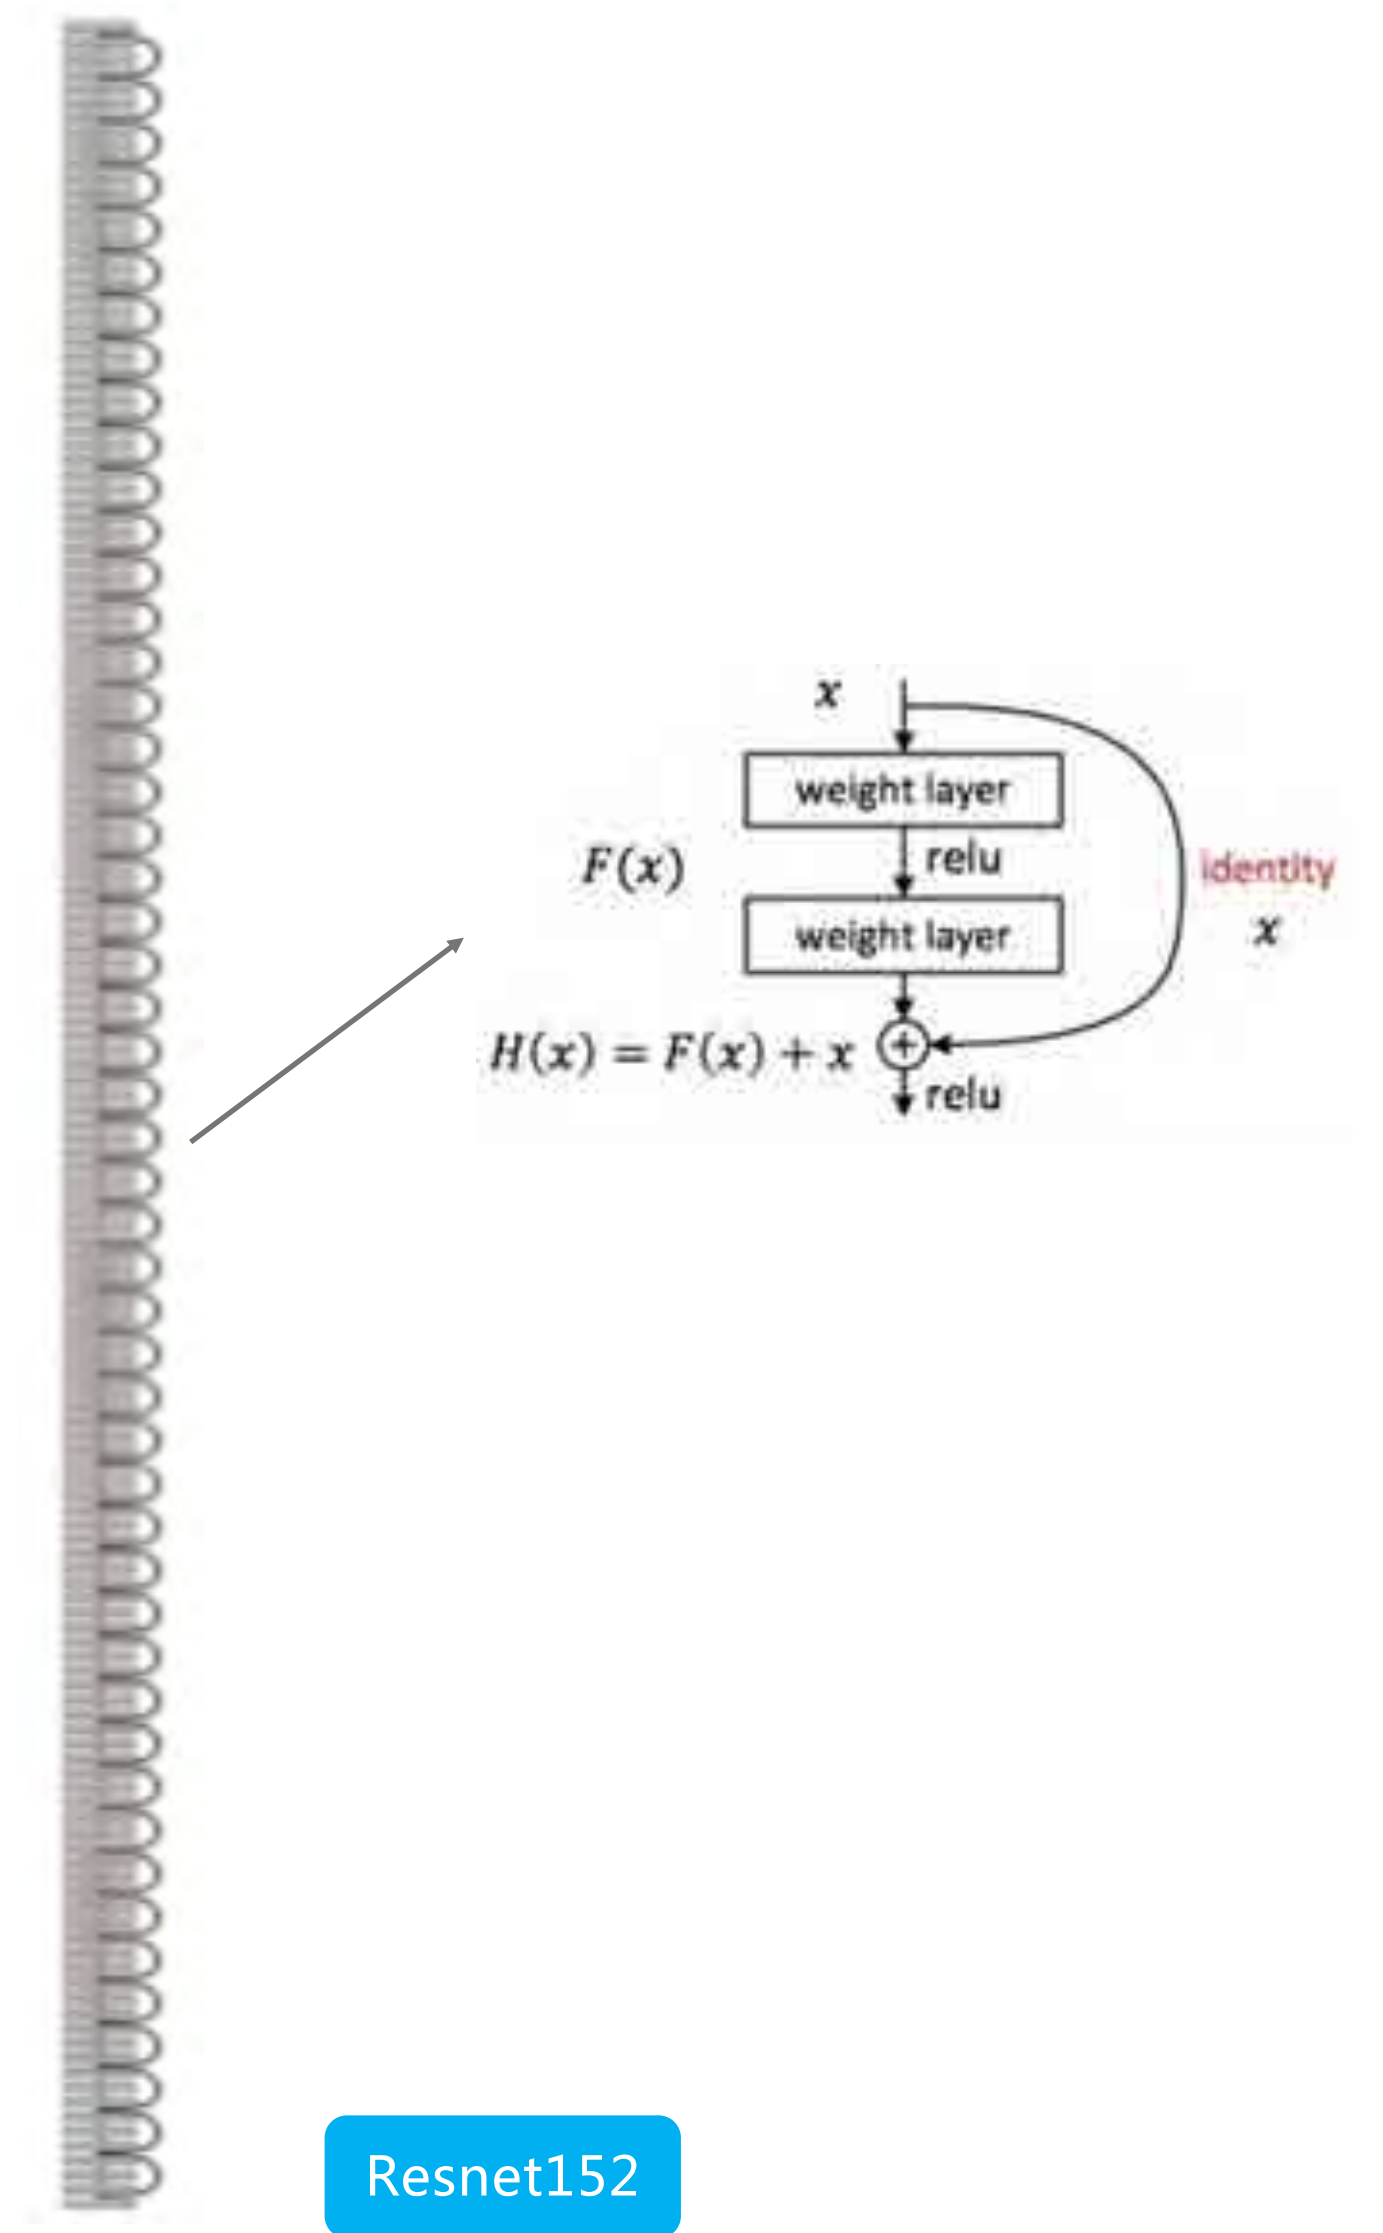 x
weight layer
relu
F(x)
identity
x
weight layer
H(x) = F(x) + x
+
relu
Resnet152